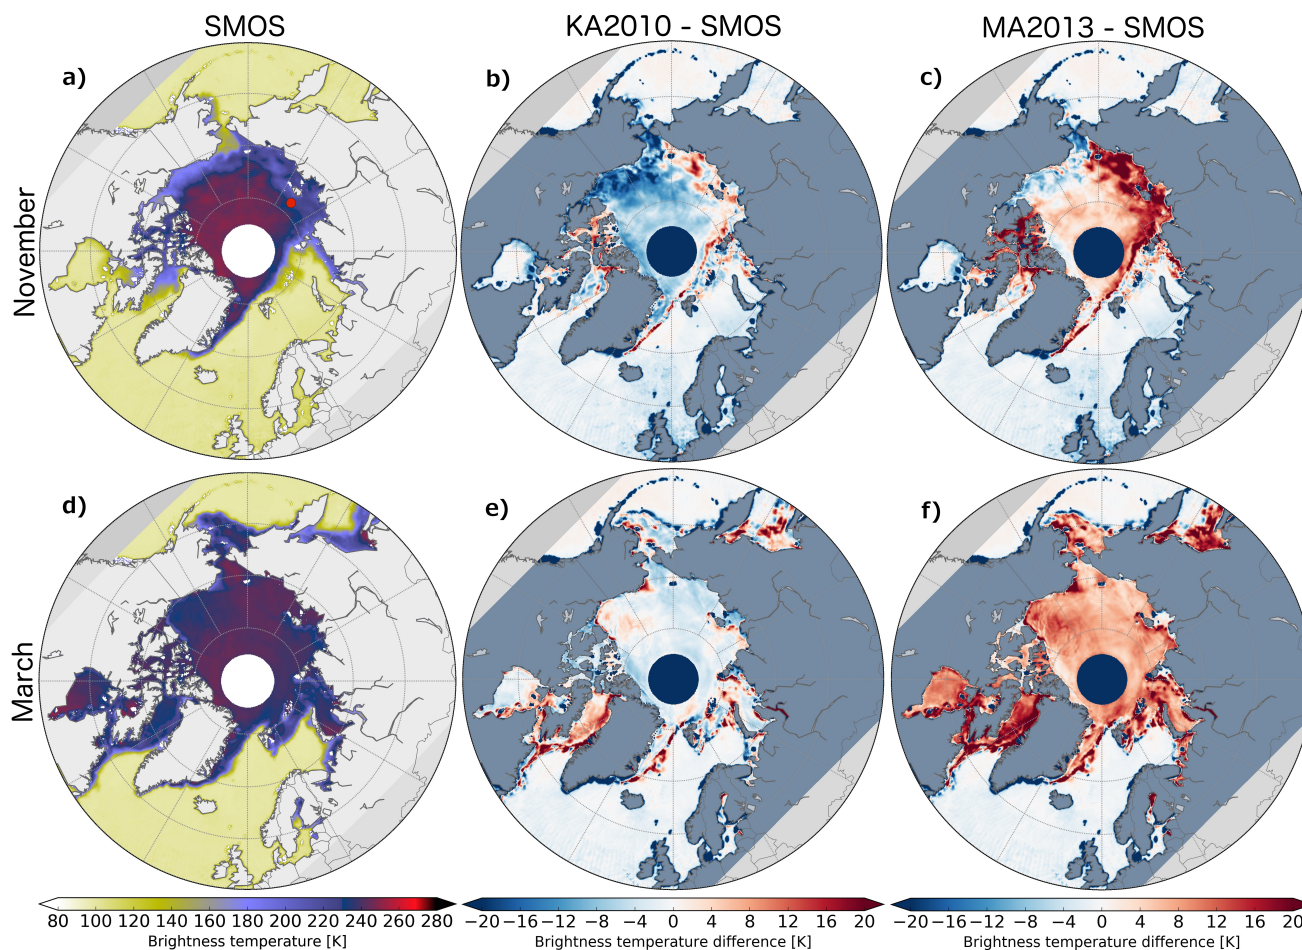 SMOS
KA2010 – SMOS
MA2013 – SMOS
a)
b)
c)
November
d)
e)
f)
March
80 100 120 140 160 180 200 220 240 260 280
Brightness temperature [K]
−20 −16 −12 −8 −4 0 4 8 12 16 20
Brightness temperature difference [K]
−20 −16 −12 −8 −4 0 4 8 12 16 20
Brightness temperature difference [K]